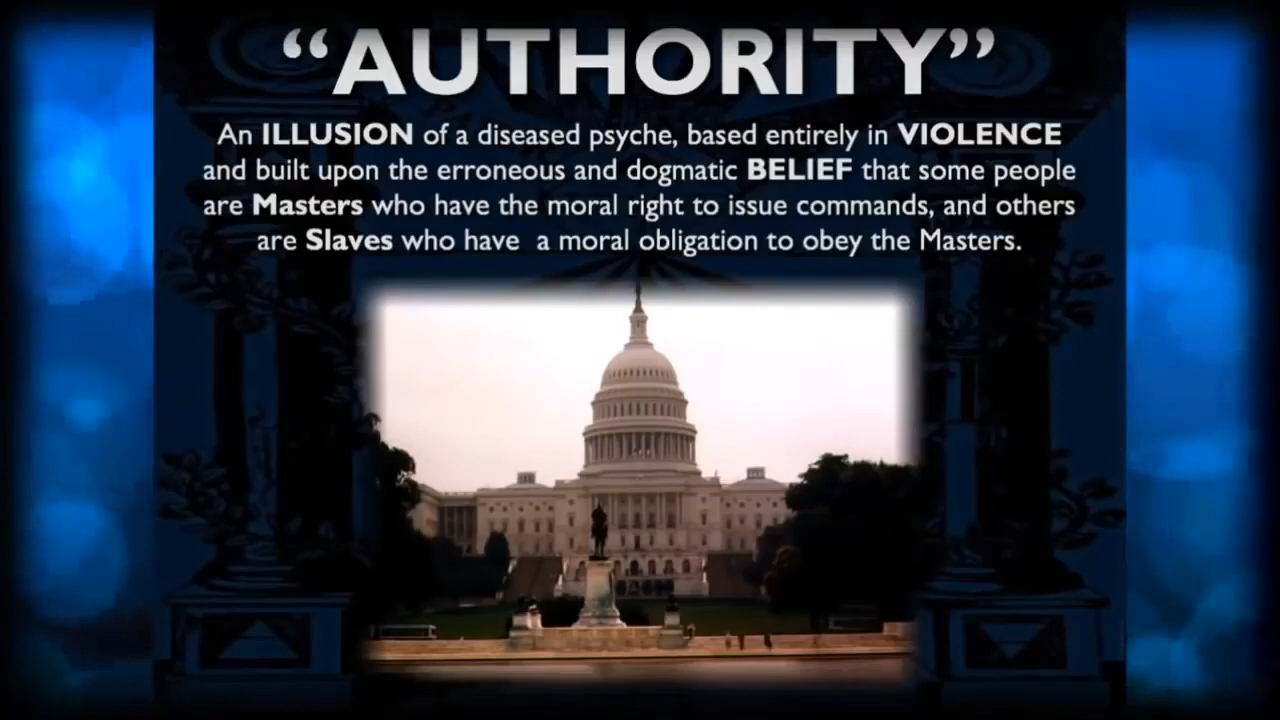 “AUTHORITY”
An ILLUSION of a diseased psyche, based entirely in VIOLENCE
and built upon the erroneous and dogmatic BELIEF that some people
are Masters who have the moral right to issue commands, and others
are Slaves who have  a moral obligation to obey the Masters.